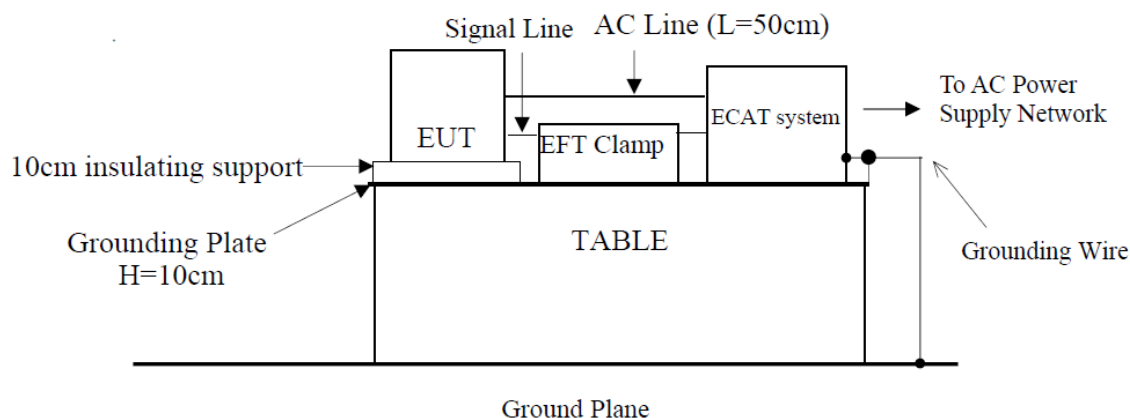 Signal Line
AC Line (L=50cm)
To AC Power
Supply Network
ECAT system
EUT
EFT Clamp
10cm insulating support
Grounding Plate
H=10cm
TABLE
Grounding Wire
Ground Plane